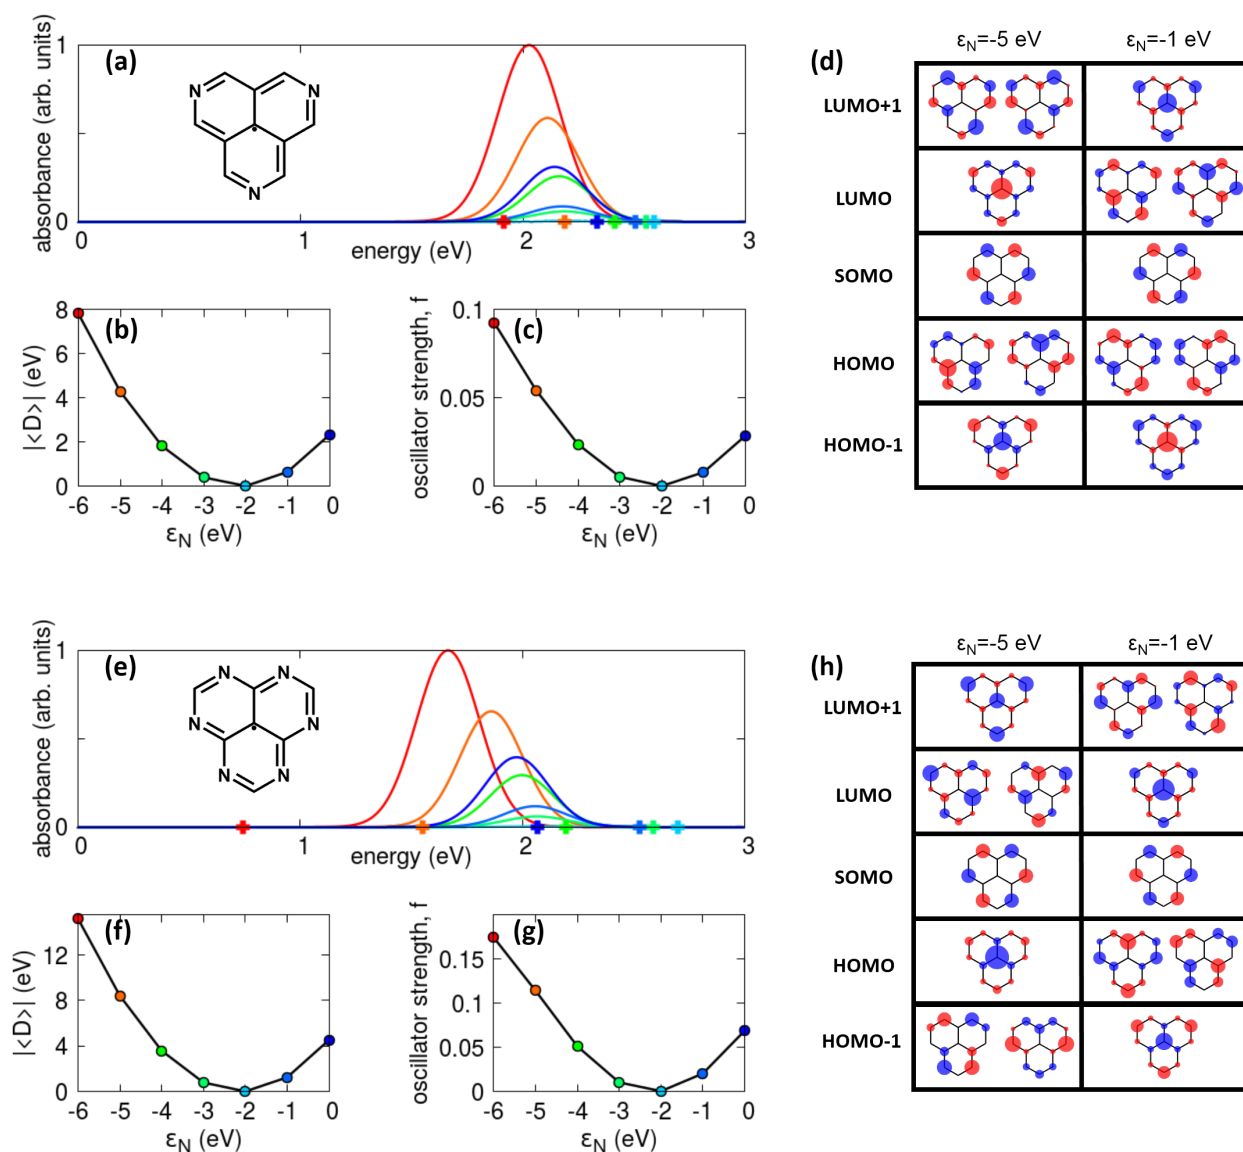 (a)
absorbance (arb. units)
1
0
N N
N
0 1 2 3
energy (eV)
(b)
|<D>| (eV)
8
6
4
2
0
-6 -5 -4 -3 -2 -1 0
εN (eV)
(c)
oscillator strength, f
0.1
0.05
0
-6 -5 -4 -3 -2 -1 0
εN (eV)
(d)
εN=-5 eV εN=-1 eV
LUMO+1
LUMO
SOMO
HOMO
HOMO-1
(e)
absorbance (arb. units)
1
0
N N
N N
N N
0 1 2 3
energy (eV)
(f)
|<D>| (eV)
12
8
4
0
-6 -5 -4 -3 -2 -1 0
εN (eV)
(g)
oscillator strength, f
0.15
0.1
0.05
0
-6 -5 -4 -3 -2 -1 0
εN (eV)
(h)
εN=-5 eV εN=-1 eV
LUMO+1
LUMO
SOMO
HOMO
HOMO-1